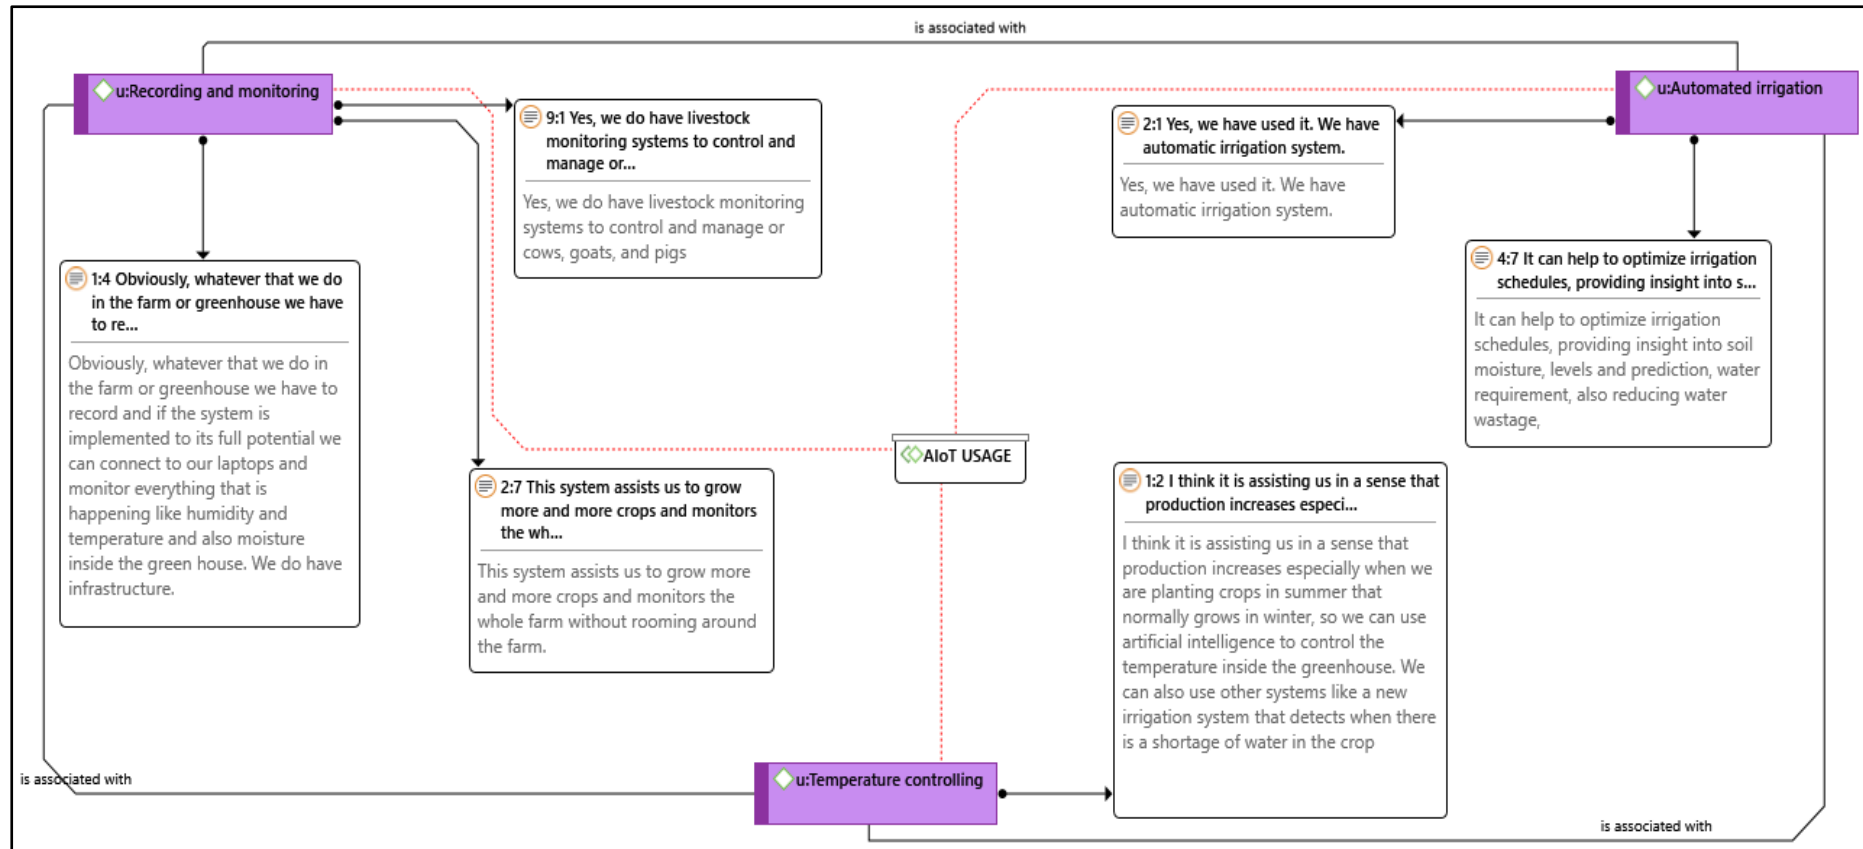 is associated with
u:Recording and monitoring
u:Automated irrigation
9:1 Yes, we do have livestock
monitoring systems to control and
manage or...
Yes, we do have livestock monitoring
systems to control and manage or
cows, goats, and pigs
2:1 Yes, we have used it. We have
automatic irrigation system.
Yes, we have used it. We have
automatic irrigation system.
1:4 Obviously, whatever that we do
in the farm or greenhouse we have
to re...
Obviously, whatever that we do in
the farm or greenhouse we have to
record and if the system is
implemented to its full potential we
can connect to our laptops and
monitor everything that is
happening like humidity and
temperature and also moisture
inside the green house. We do have
infrastructure.
4:7 It can help to optimize irrigation
schedules, providing insight into s...
It can help to optimize irrigation
schedules, providing insight into soil
moisture, levels and prediction, water
requirement, also reducing water
wastage,
AIoT USAGE
2:7 This system assists us to grow
more and more crops and monitors
the wh...
This system assists us to grow more
and more crops and monitors the
whole farm without rooming around
the farm.
1:2 I think it is assisting us in a sense that
production increases especi...
I think it is assisting us in a sense that
production increases especially when we
are planting crops in summer that
normally grows in winter, so we can use
artificial intelligence to control the
temperature inside the greenhouse. We
can also use other systems like a new
irrigation system that detects when there
is a shortage of water in the crop
is associated with
u:Temperature controlling
is associated with